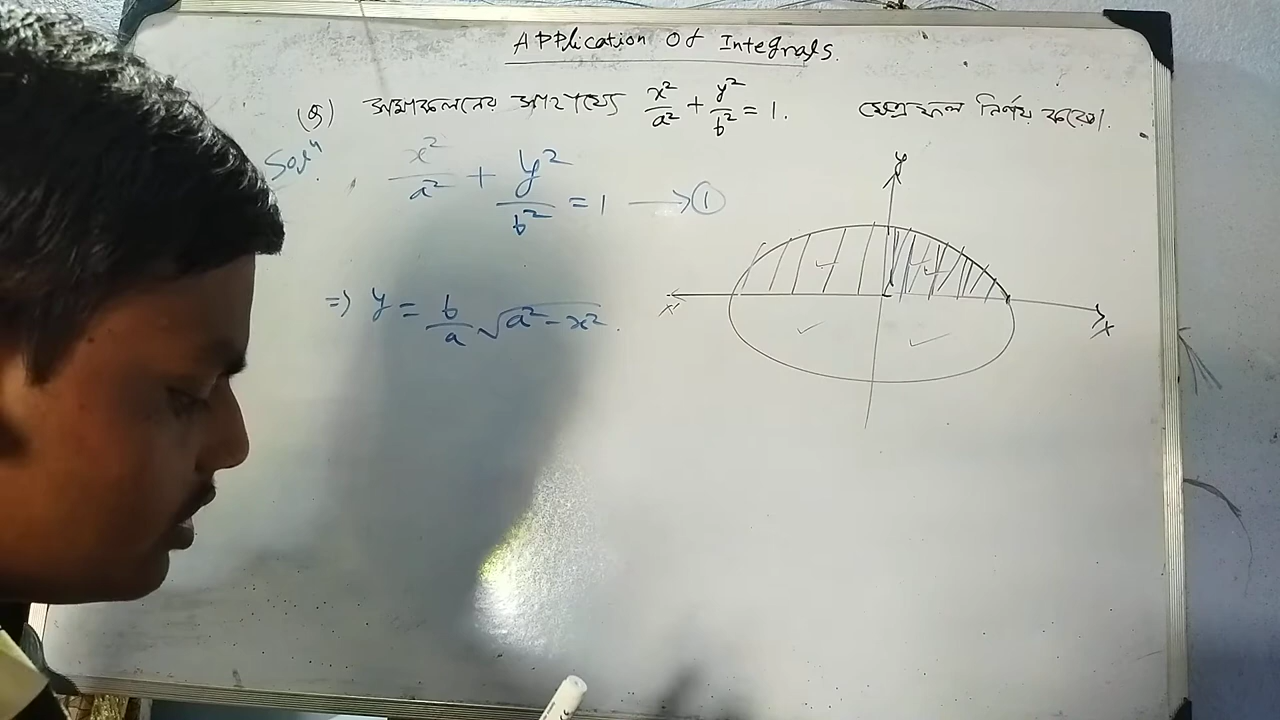 Application Of Integrals.
(Q) সমাকলনের সাহায্যে x²/a² + y²/b² = 1. ক্ষেত্রফল নির্ণয় করো।
Solⁿ. x²/a² + y²/b² = 1 → ①
⇒ y = b/a √a² - x².
y
x'
x